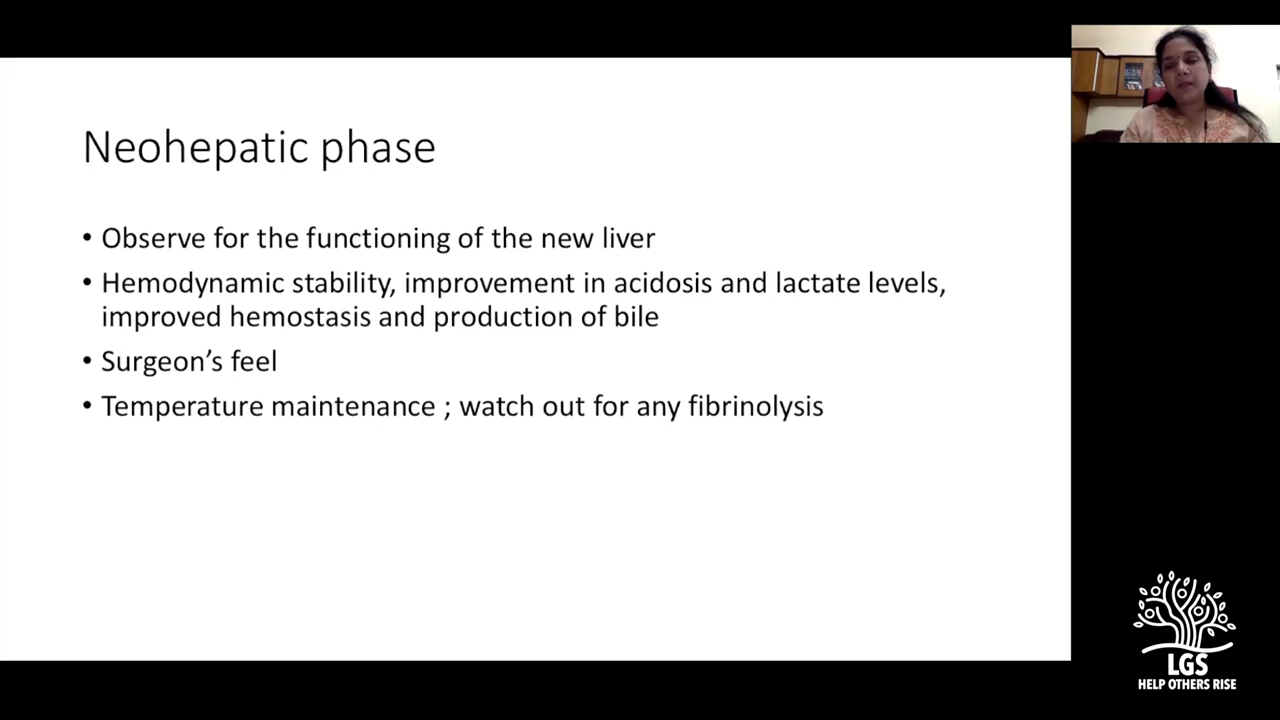 Neohepatic phase
• Observe for the functioning of the new liver
• Hemodynamic stability, improvement in acidosis and lactate levels,
improved hemostasis and production of bile
• Surgeon’s feel
• Temperature maintenance ; watch out for any fibrinolysis
LGS
HELP OTHERS RISE